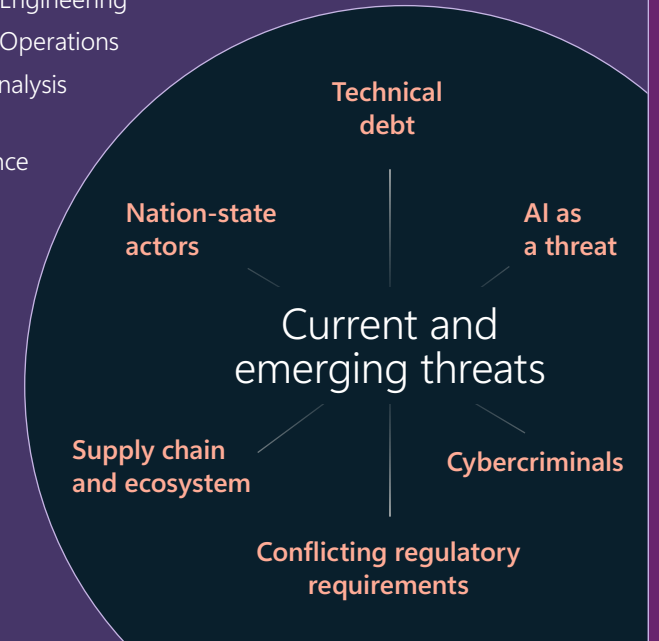 Engineering
Operations
Technical
debt
Nation-state
actors
AI as
a threat
Current and
emerging threats
Supply chain
and ecosystem
Cybercriminals
Conflicting regulatory
requirements